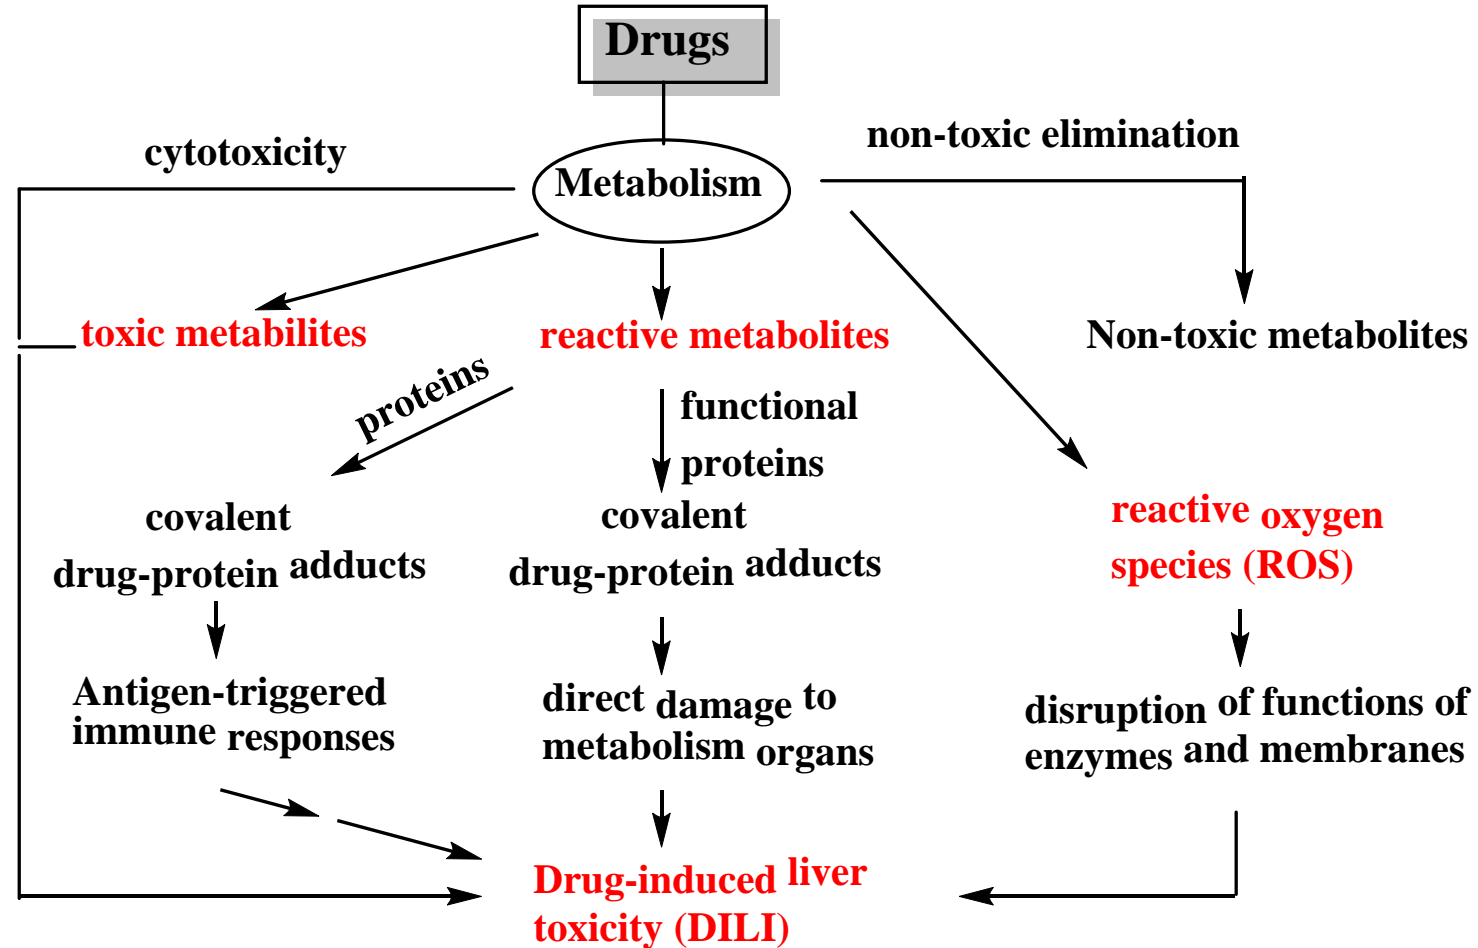 Drugs
cytotoxicity
non-toxic elimination
Metabolism
toxic metabilites
reactive metabolites
Non-toxic metabolites
proteins
functional
proteins
covalent
drug-protein adducts
covalent
drug-protein adducts
reactive oxygen
species (ROS)
Antigen-triggered
immune responses
direct damage to
metabolism organs
disruption of functions of
enzymes and membranes
Drug-induced liver
toxicity (DILI)